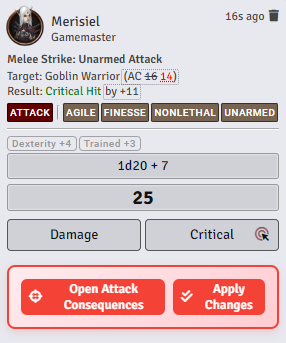 Merisiel
16s ago
Gamemaster
Melee Strike: Unarmed Attack
Target: Goblin Warrior (AC 16 14)
Result: Critical Hit by +11
ATTACK AGILE FINESSE NONLETHAL UNARMED
Dexterity +4 Trained +3
1d20 + 7
25
Damage Critical
Open Attack Consequences
Apply Changes